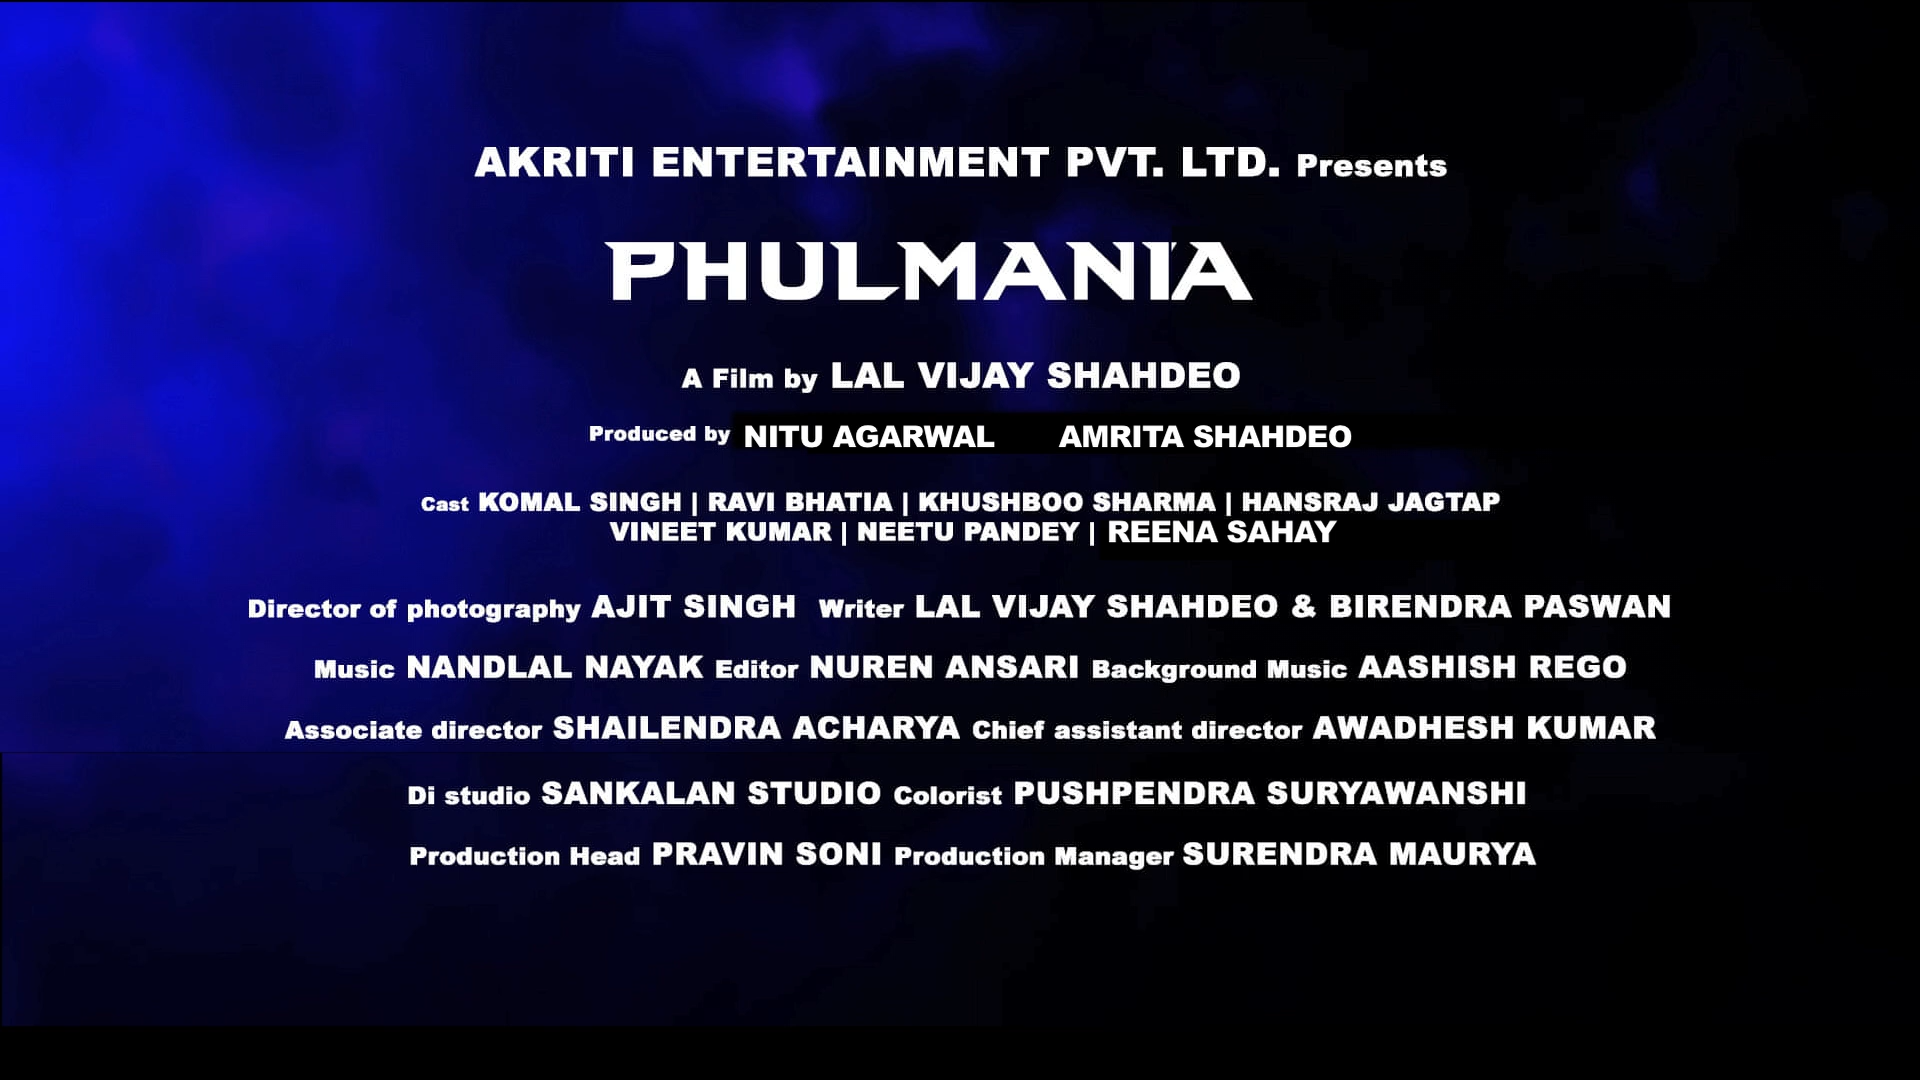 AKRITI ENTERTAINMENT PVT. LTD. Presents
PHULMANIA
A Film by LAL VIJAY SHAHDEO
Produced by NITU AGARWAL AMRITA SHAHDEO
Cast KOMAL SINGH | RAVI BHATIA | KHUSHBOO SHARMA | HANSRAJ JAGTAP
VINEET KUMAR | NEETU PANDEY | REENA SAHAY
Director of photography AJIT SINGH Writer LAL VIJAY SHAHDEO & BIRENDRA PASWAN
Music NANDLAL NAYAK Editor NUREN ANSARI Background Music AASHISH REGO
Associate director SHAILENDRA ACHARYA Chief assistant director AWADHESH KUMAR
Di studio SANKALAN STUDIO Colorist PUSHPENDRA SURYAWANSHI
Production Head PRAVIN SONI Production Manager SURENDRA MAURYA